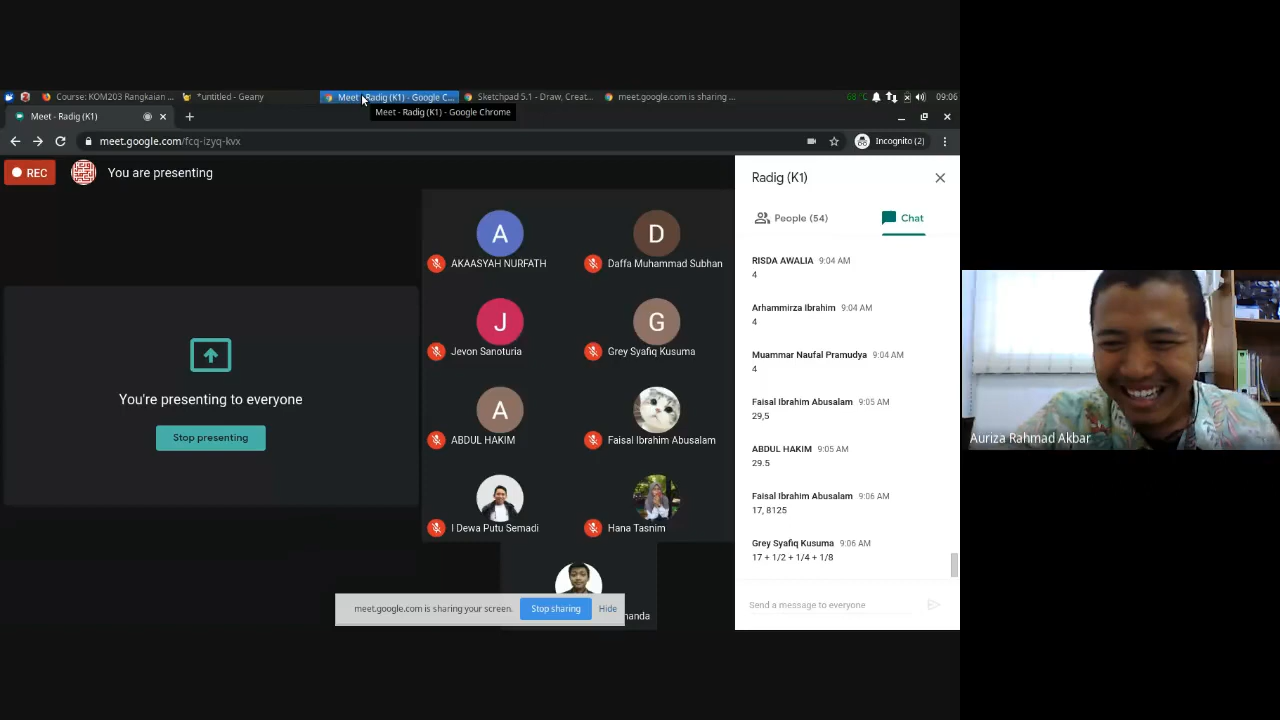 Course: KOM203 Rangkaian ...
*untitled - Geany
Meet - Radig (K1) - Google C...
Sketchpad 5.1 - Draw, Creat...
meet.google.com is sharing ...
68°C
09:06
Meet - Radig (K1)
Meet - Radig (K1) - Google Chrome
meet.google.com/fcq-izyq-kvx
Incognito (2)
REC
You are presenting
You're presenting to everyone
Stop presenting
A
AKAASYAH NURFATH
D
Daffa Muhammad Subhan
J
Jevon Sanoturia
G
Grey Syafiq Kusuma
A
ABDUL HAKIM
Faisal Ibrahim Abusalam
I Dewa Putu Semadi
Hana Tasnim
nanda
meet.google.com is sharing your screen.
Stop sharing
Hide
Radig (K1)
People (54)
Chat
RISDA AWALIA 9:04 AM
4
Arhammirza Ibrahim 9:04 AM
4
Muammar Naufal Pramudya 9:04 AM
4
Faisal Ibrahim Abusalam 9:05 AM
29,5
ABDUL HAKIM 9:05 AM
29.5
Faisal Ibrahim Abusalam 9:06 AM
17, 8125
Grey Syafiq Kusuma 9:06 AM
17 + 1/2 + 1/4 + 1/8
Send a message to everyone
Auriza Rahmad Akbar